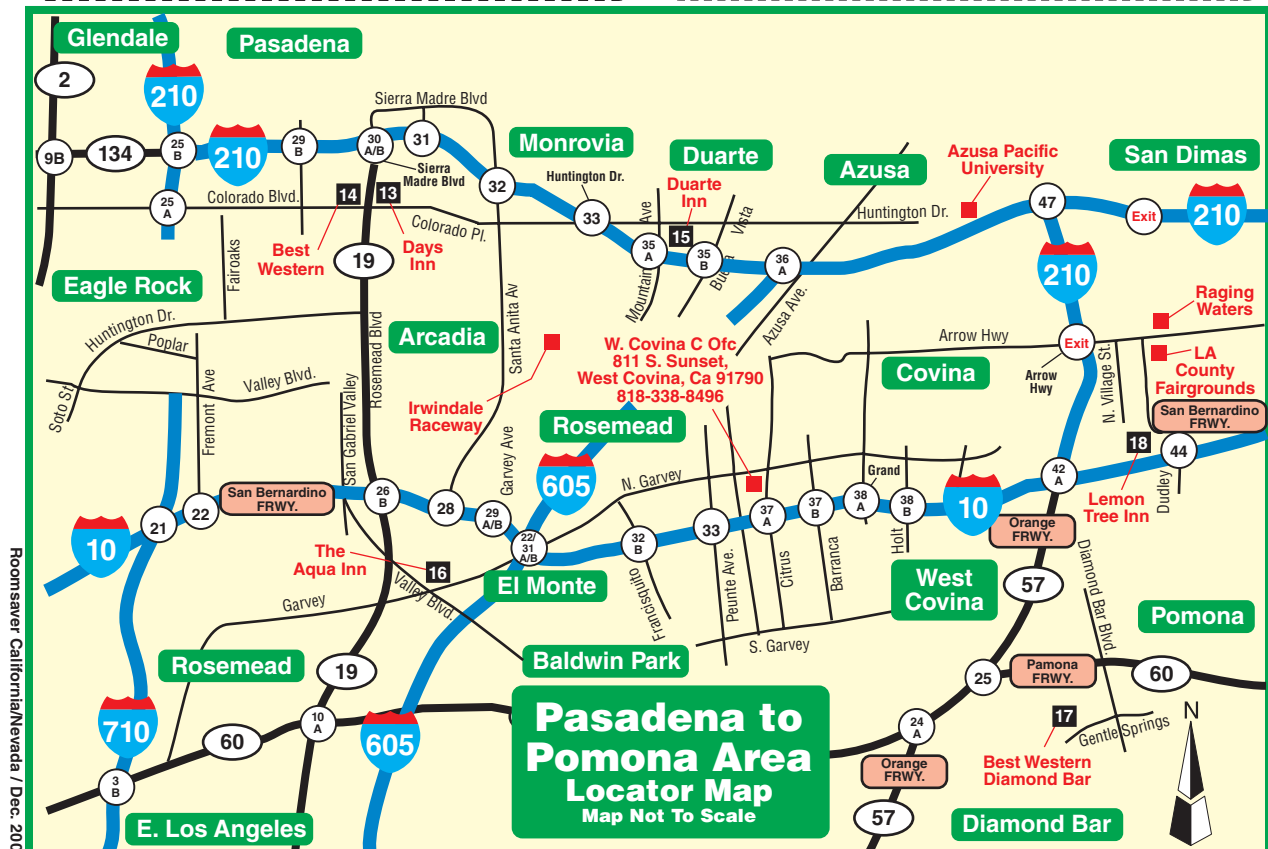 Glendale
Pasadena
2
210
Sierra Madre Blvd
9B
134
25
B
210
29
B
30
A/B
31
Sierra
Madre Blvd
Monrovia
Duarte
Azusa
Azusa Pacific
University
San Dimas
25
A
Colorado Blvd.
14
13
32
Huntington Dr.
33
Duarte
Inn
15
Huntington Dr.
47
Exit
210
Colorado Pl.
Best
Western
Days
Inn
19
Mountain Ave
35
A
35
B
Buena Vista
36
A
210
Fairoaks
Eagle Rock
Huntington Dr.
Poplar
Arcadia
Santa Anita Av
Azusa Ave.
Raging
Waters
W. Covina C Ofc
811 S. Sunset,
West Covina, Ca 91790
818-338-8496
Arrow Hwy
Exit
Arrow
Hwy
Covina
N. Village St.
LA
County
Fairgrounds
Soto St.
Valley Blvd.
Fremont Ave
San Gabriel Valley
Rosemead Blvd
Irwindale
Raceway
Rosemead
San Bernardino
FRWY.
18
44
Garvey Ave
605
N. Garvey
Grand
San Bernardino
FRWY.
26
B
28
29
A/B
22/
31
A/B
21
22
10
32
B
33
37
A
37
B
38
A
38
B
10
42
A
Lemon
Tree Inn
Dudley
Orange
FRWY.
The
Aqua Inn
16
Valley Blvd.
Garvey
El Monte
Francisquito
Peunte Ave.
Citrus
Barranca
Holt
West
Covina
57
Diamond Bar Blvd.
Pomona
S. Garvey
Rosemead
Baldwin Park
19
25
Pamona
FRWY.
60
710
60
10
A
605
Pasadena to
Pomona Area
Locator Map
Map Not To Scale
24
A
17
Gentle Springs
N
Best Western
Diamond Bar
Orange
FRWY.
3
B
E. Los Angeles
57
Diamond Bar
Roomsaver California/Nevada / Dec. 200